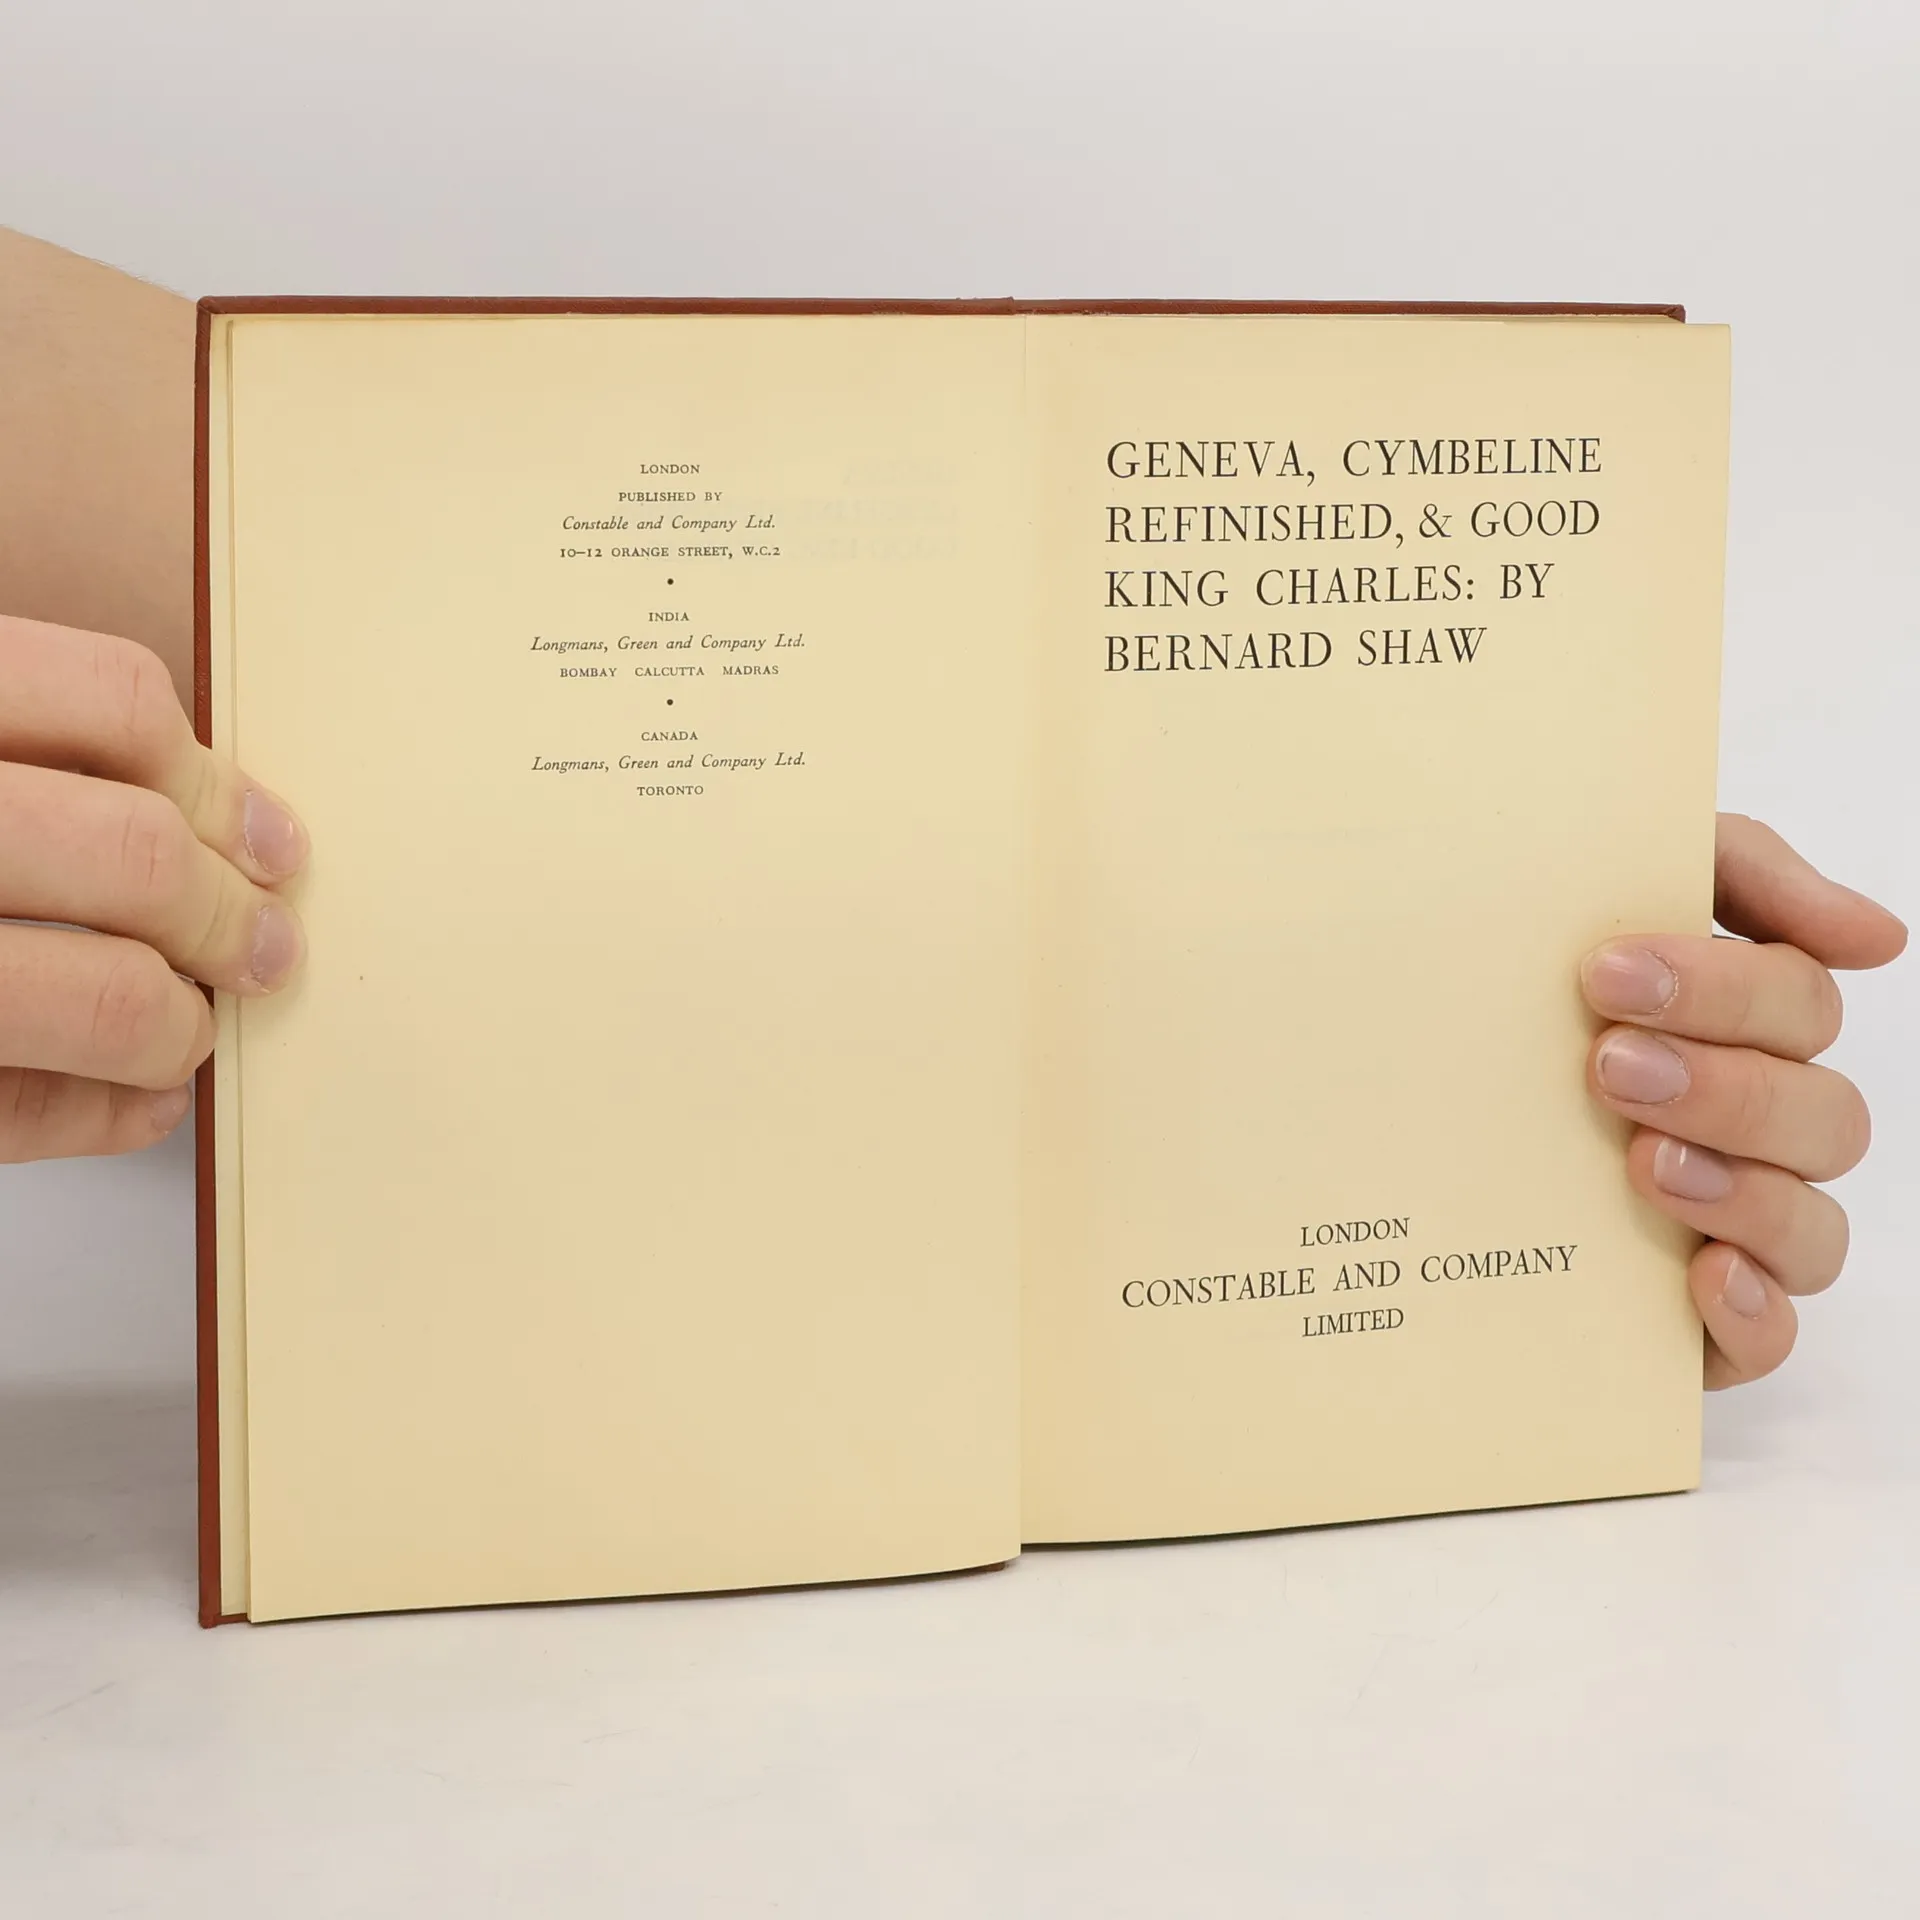 LONDON
PUBLISHED BY
Constable and Company Ltd.
10–12 ORANGE STREET, W.C.2
•
INDIA
Longmans, Green and Company Ltd.
BOMBAY CALCUTTA MADRAS
•
CANADA
Longmans, Green and Company Ltd.
TORONTO
GENEVA, CYMBELINE
REFINISHED, & GOOD
KING CHARLES: BY
BERNARD SHAW
LONDON
CONSTABLE AND COMPANY
LIMITED